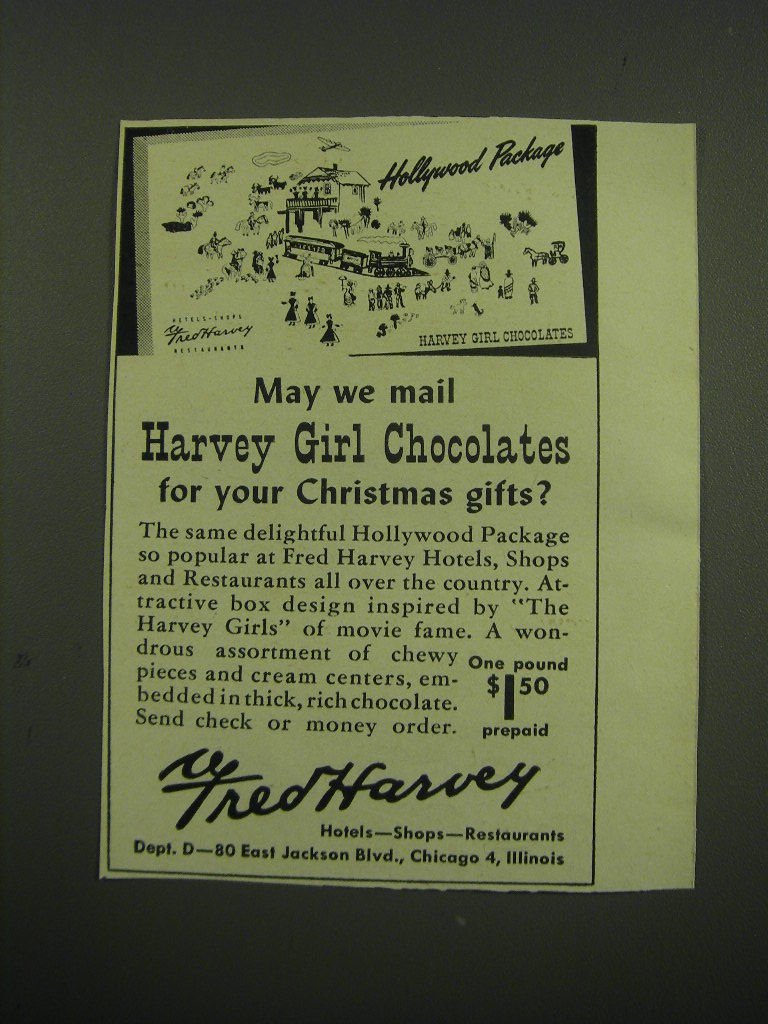 Hollywood Package
HOTELS • SHOPS
Fred Harvey
RESTAURANTS
HARVEY GIRL CHOCOLATES
May we mail
Harvey Girl Chocolates
for your Christmas gifts?
The same delightful Hollywood Package
so popular at Fred Harvey Hotels, Shops
and Restaurants all over the country. At-
tractive box design inspired by "The
Harvey Girls" of movie fame. A won-
drous assortment of chewy
pieces and cream centers, em-
bedded in thick, rich chocolate.
Send check or money order.
One pound
$1 50
prepaid
Fred Harvey
Hotels—Shops—Restaurants
Dept. D—80 East Jackson Blvd., Chicago 4, Illinois